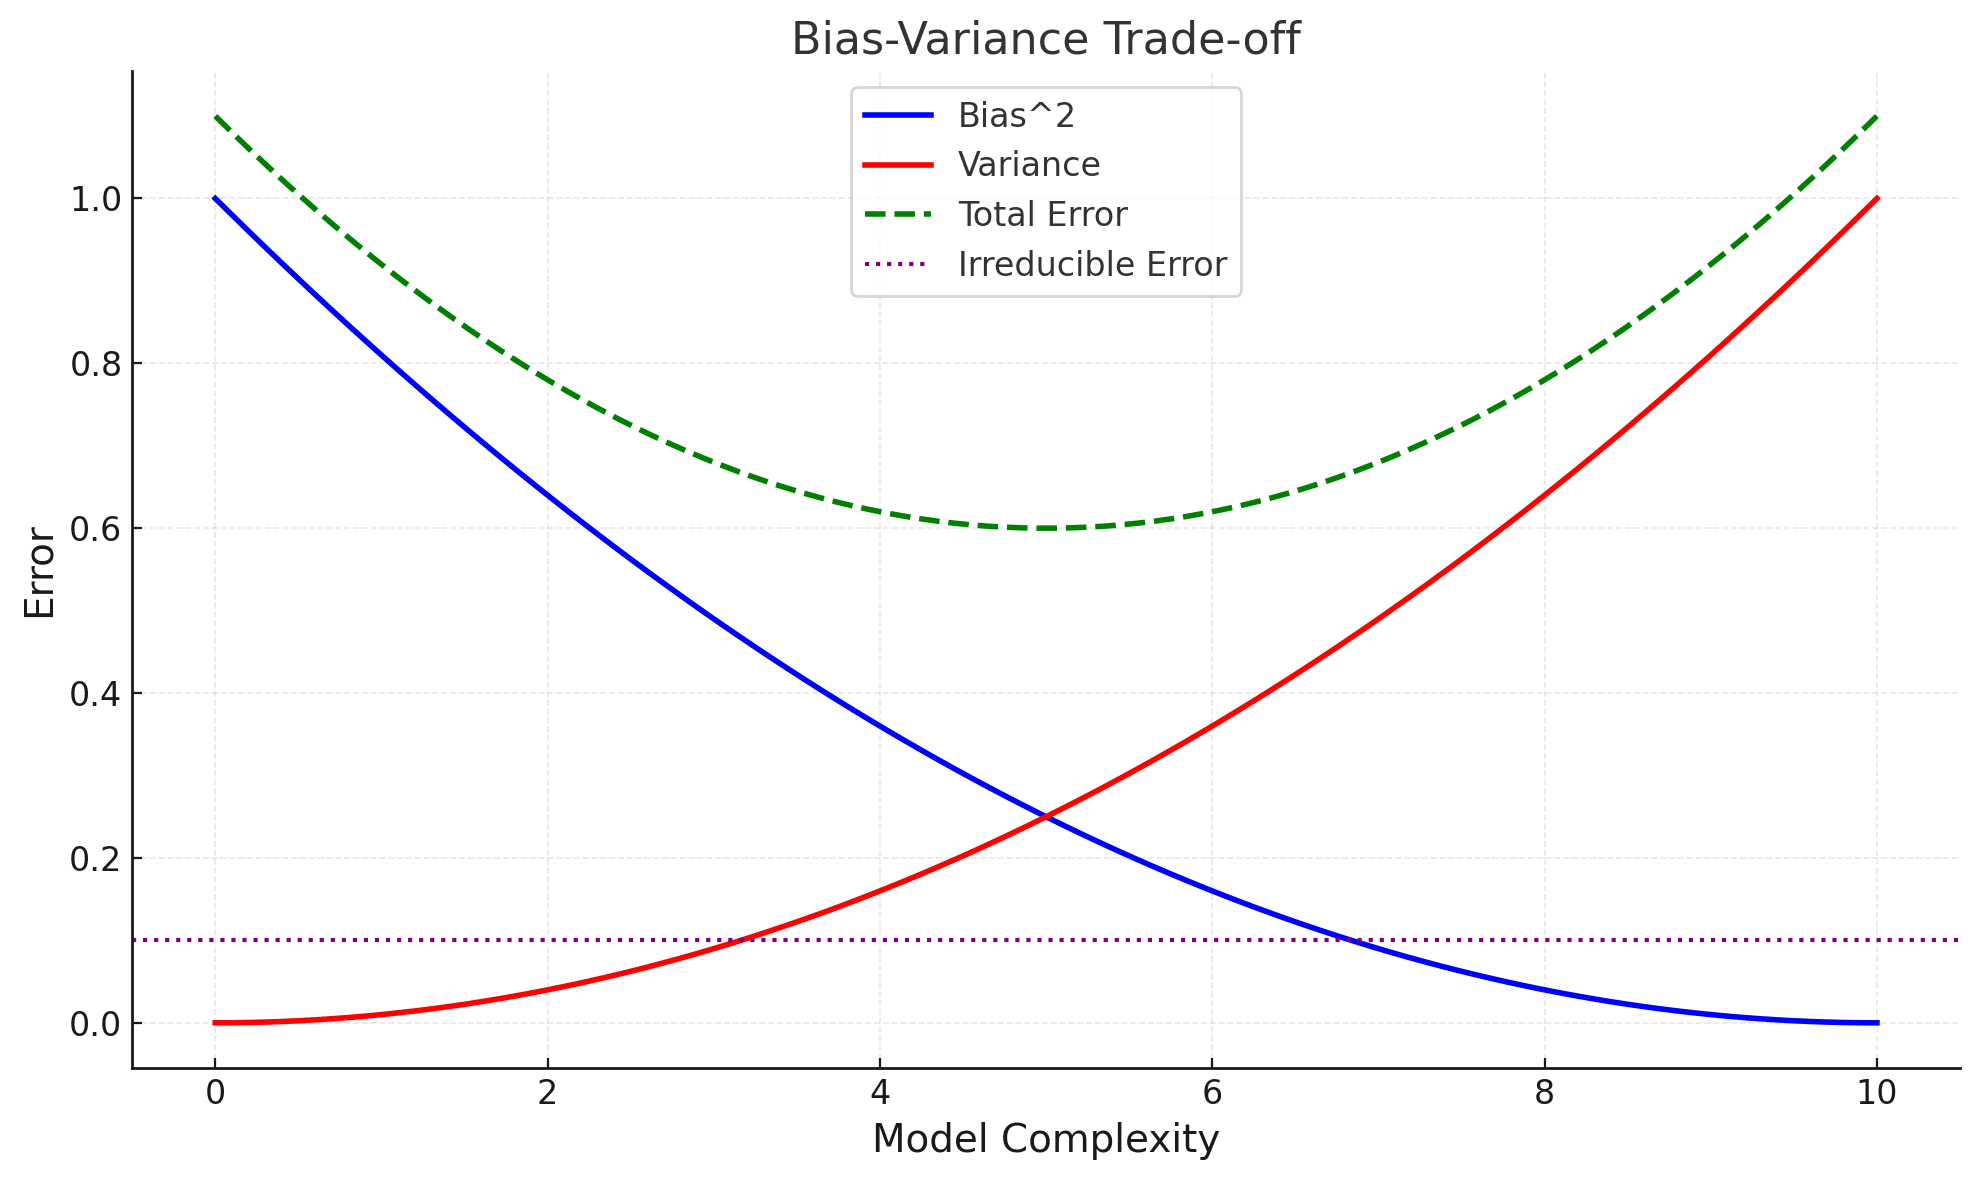 Bias-Variance Trade-off
Bias^2
Variance
Total Error
Irreducible Error
Error
1.0
0.8
0.6
0.4
0.2
0.0
0 2 4 6 8 10
Model Complexity